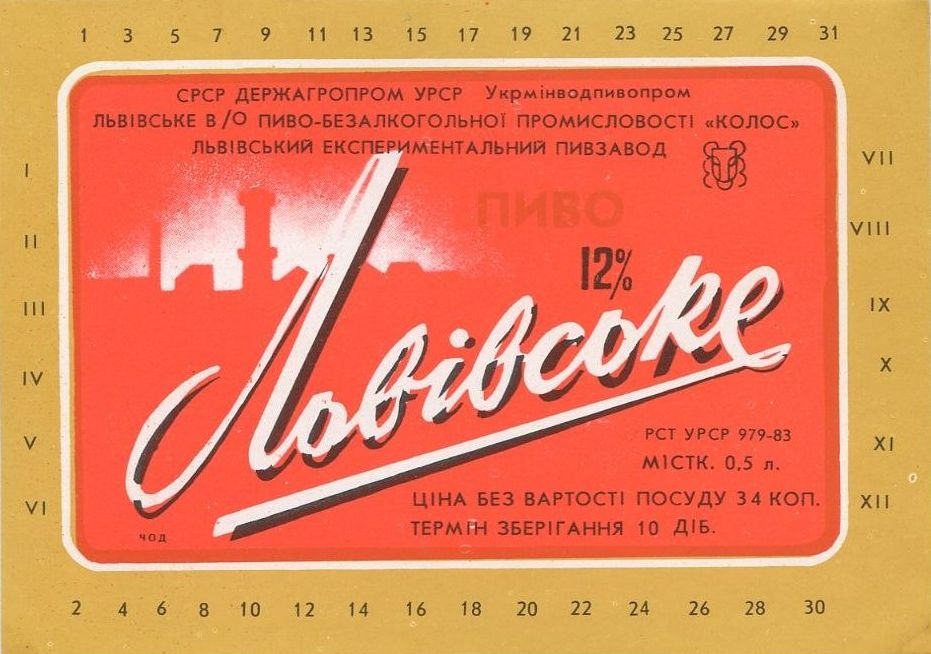 1 3 5 7 9 11 13 15 17 19 21 23 25 27 29 31
СРСР ДЕРЖАГРОПРОМ УРСР Укрмінводпивопром
ЛЬВІВСЬКЕ В/О ПИВО-БЕЗАЛКОГОЛЬНОЇ ПРОМИСЛОВОСТІ «КОЛОС»
ЛЬВІВСЬКИЙ ЕКСПЕРИМЕНТАЛЬНИЙ ПИВЗАВОД
I
II
III
IV
V
VI
VII
VIII
IX
X
XI
XII
ПИВО
12%
Львівське
РСТ УРСР 979-83
МІСТК. 0,5 л.
ЦІНА БЕЗ ВАРТОСТІ ПОСУДУ 34 КОП.
ТЕРМІН ЗБЕРІГАННЯ 10 ДІБ.
ЧОД
2 4 6 8 10 12 14 16 18 20 22 24 26 28 30